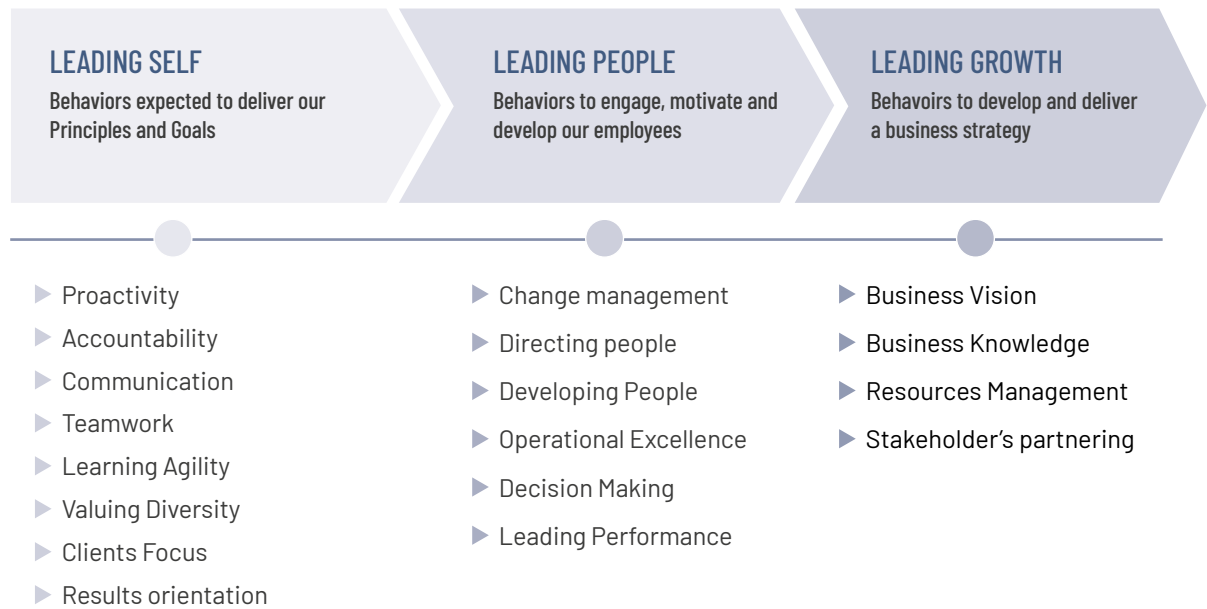 LEADING SELF
Behaviors expected to deliver our
Principles and Goals
LEADING PEOPLE
Behaviors to engage, motivate and
develop our employees
LEADING GROWTH
Behavoirs to develop and deliver
a business strategy
Proactivity
Accountability
Communication
Teamwork
Learning Agility
Valuing Diversity
Clients Focus
Results orientation
Change management
Directing people
Developing People
Operational Excellence
Decision Making
Leading Performance
Business Vision
Business Knowledge
Resources Management
Stakeholder’s partnering